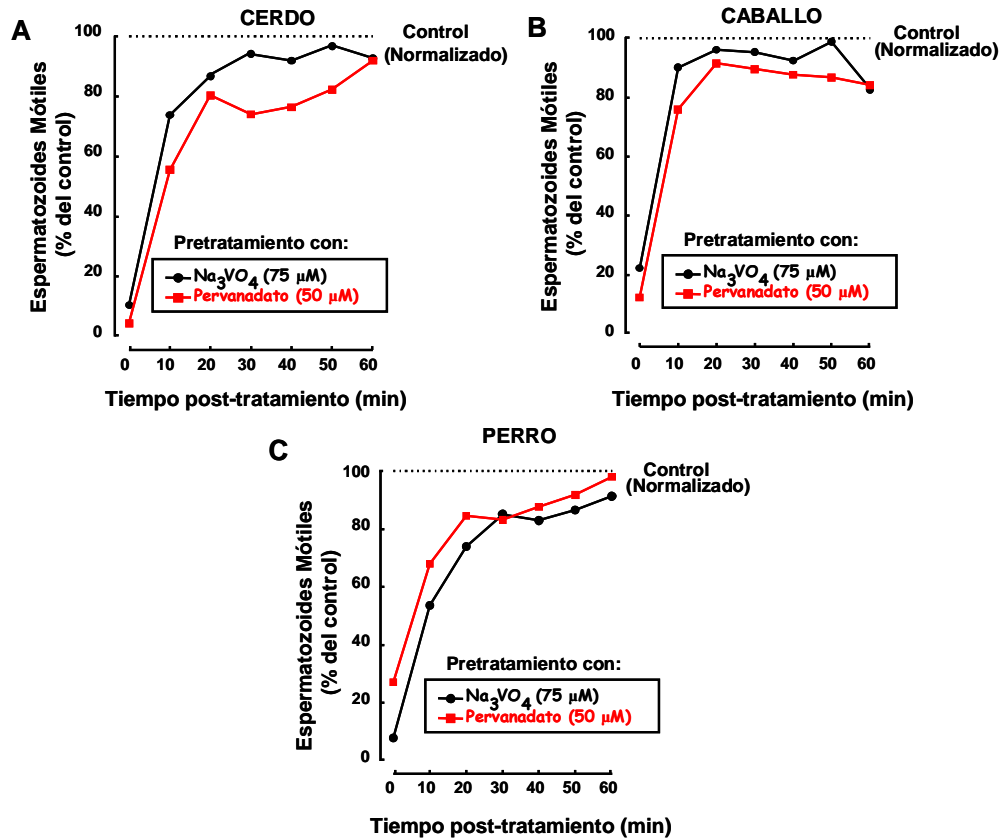 A
CERDO
Control
(Normalizado)
Espermatozoides Mótiles
(% del control)
100
80
60
40
20
0
Pretratamiento con:
Na3VO4 (75 µM)
Pervanadato (50 µM)
0 10 20 30 40 50 60
Tiempo post-tratamiento (min)
B
CABALLO
Control
(Normalizado)
Espermatozoides Mótiles
(% del control)
100
80
60
40
20
0
Pretratamiento con:
Na3VO4 (75 µM)
Pervanadato (50 µM)
0 10 20 30 40 50 60
Tiempo post-tratamiento (min)
C
PERRO
Control
(Normalizado)
Espermatozoides Mótiles
(% del control)
100
80
60
40
20
0
Pretratamiento con:
Na3VO4 (75 µM)
Pervanadato (50 µM)
0 10 20 30 40 50 60
Tiempo post-tratamiento (min)